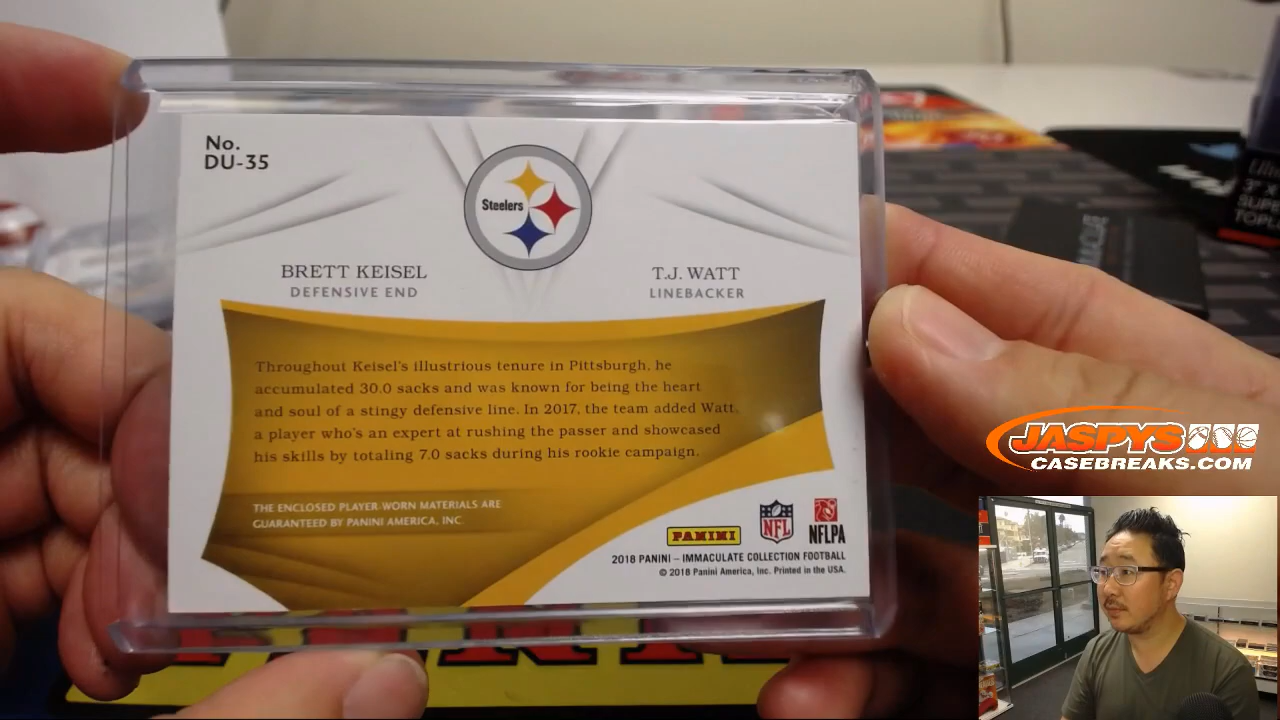 No.
DU-35
Steelers
BRETT KEISEL
DEFENSIVE END
T.J. WATT
LINEBACKER
Throughout Keisel's illustrious tenure in Pittsburgh, he
accumulated 30.0 sacks and was known for being the heart
and soul of a stingy defensive line. In 2017, the team added Watt,
a player who's an expert at rushing the passer and showcased
his skills by totaling 7.0 sacks during his rookie campaign.
THE ENCLOSED PLAYER-WORN MATERIALS ARE
GUARANTEED BY PANINI AMERICA, INC.
PANINI
NFL
NFLPA
2018 PANINI – IMMACULATE COLLECTION FOOTBALL
© 2018 Panini America, Inc. Printed in the USA.
JASPYS
CASEBREAKS.COM